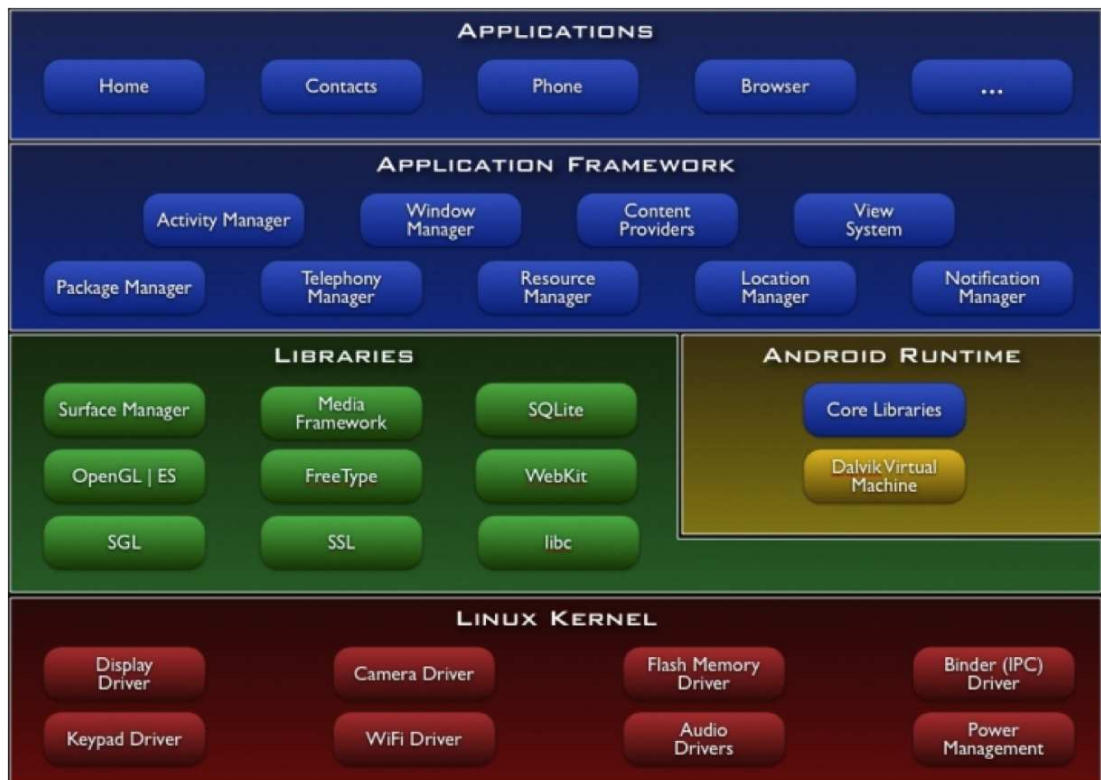 APPLICATIONS
Home
Contacts
Phone
Browser
...
APPLICATION FRAMEWORK
Activity Manager
Window
Manager
Content
Providers
View
System
Package Manager
Telephony
Manager
Resource
Manager
Location
Manager
Notification
Manager
LIBRARIES
Surface Manager
Media
Framework
SQLite
OpenGL | ES
FreeType
WebKit
SGL
SSL
libc
ANDROID RUNTIME
Core Libraries
Dalvik Virtual
Machine
LINUX KERNEL
Display
Driver
Camera Driver
Flash Memory
Driver
Binder (IPC)
Driver
Keypad Driver
WiFi Driver
Audio
Drivers
Power
Management